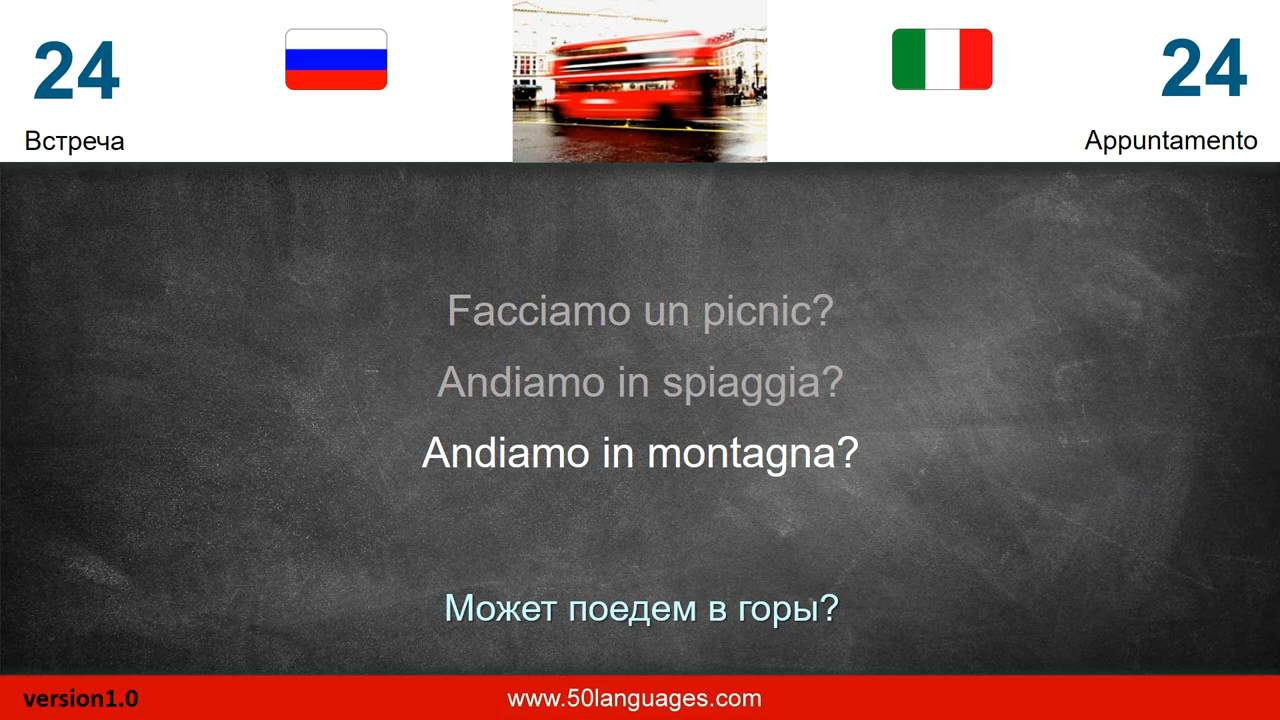 24
24
Встреча
Appuntamento
Facciamo un picnic?
Andiamo in spiaggia?
Andiamo in montagna?
Может поедем в горы?
version1.0
www.50languages.com